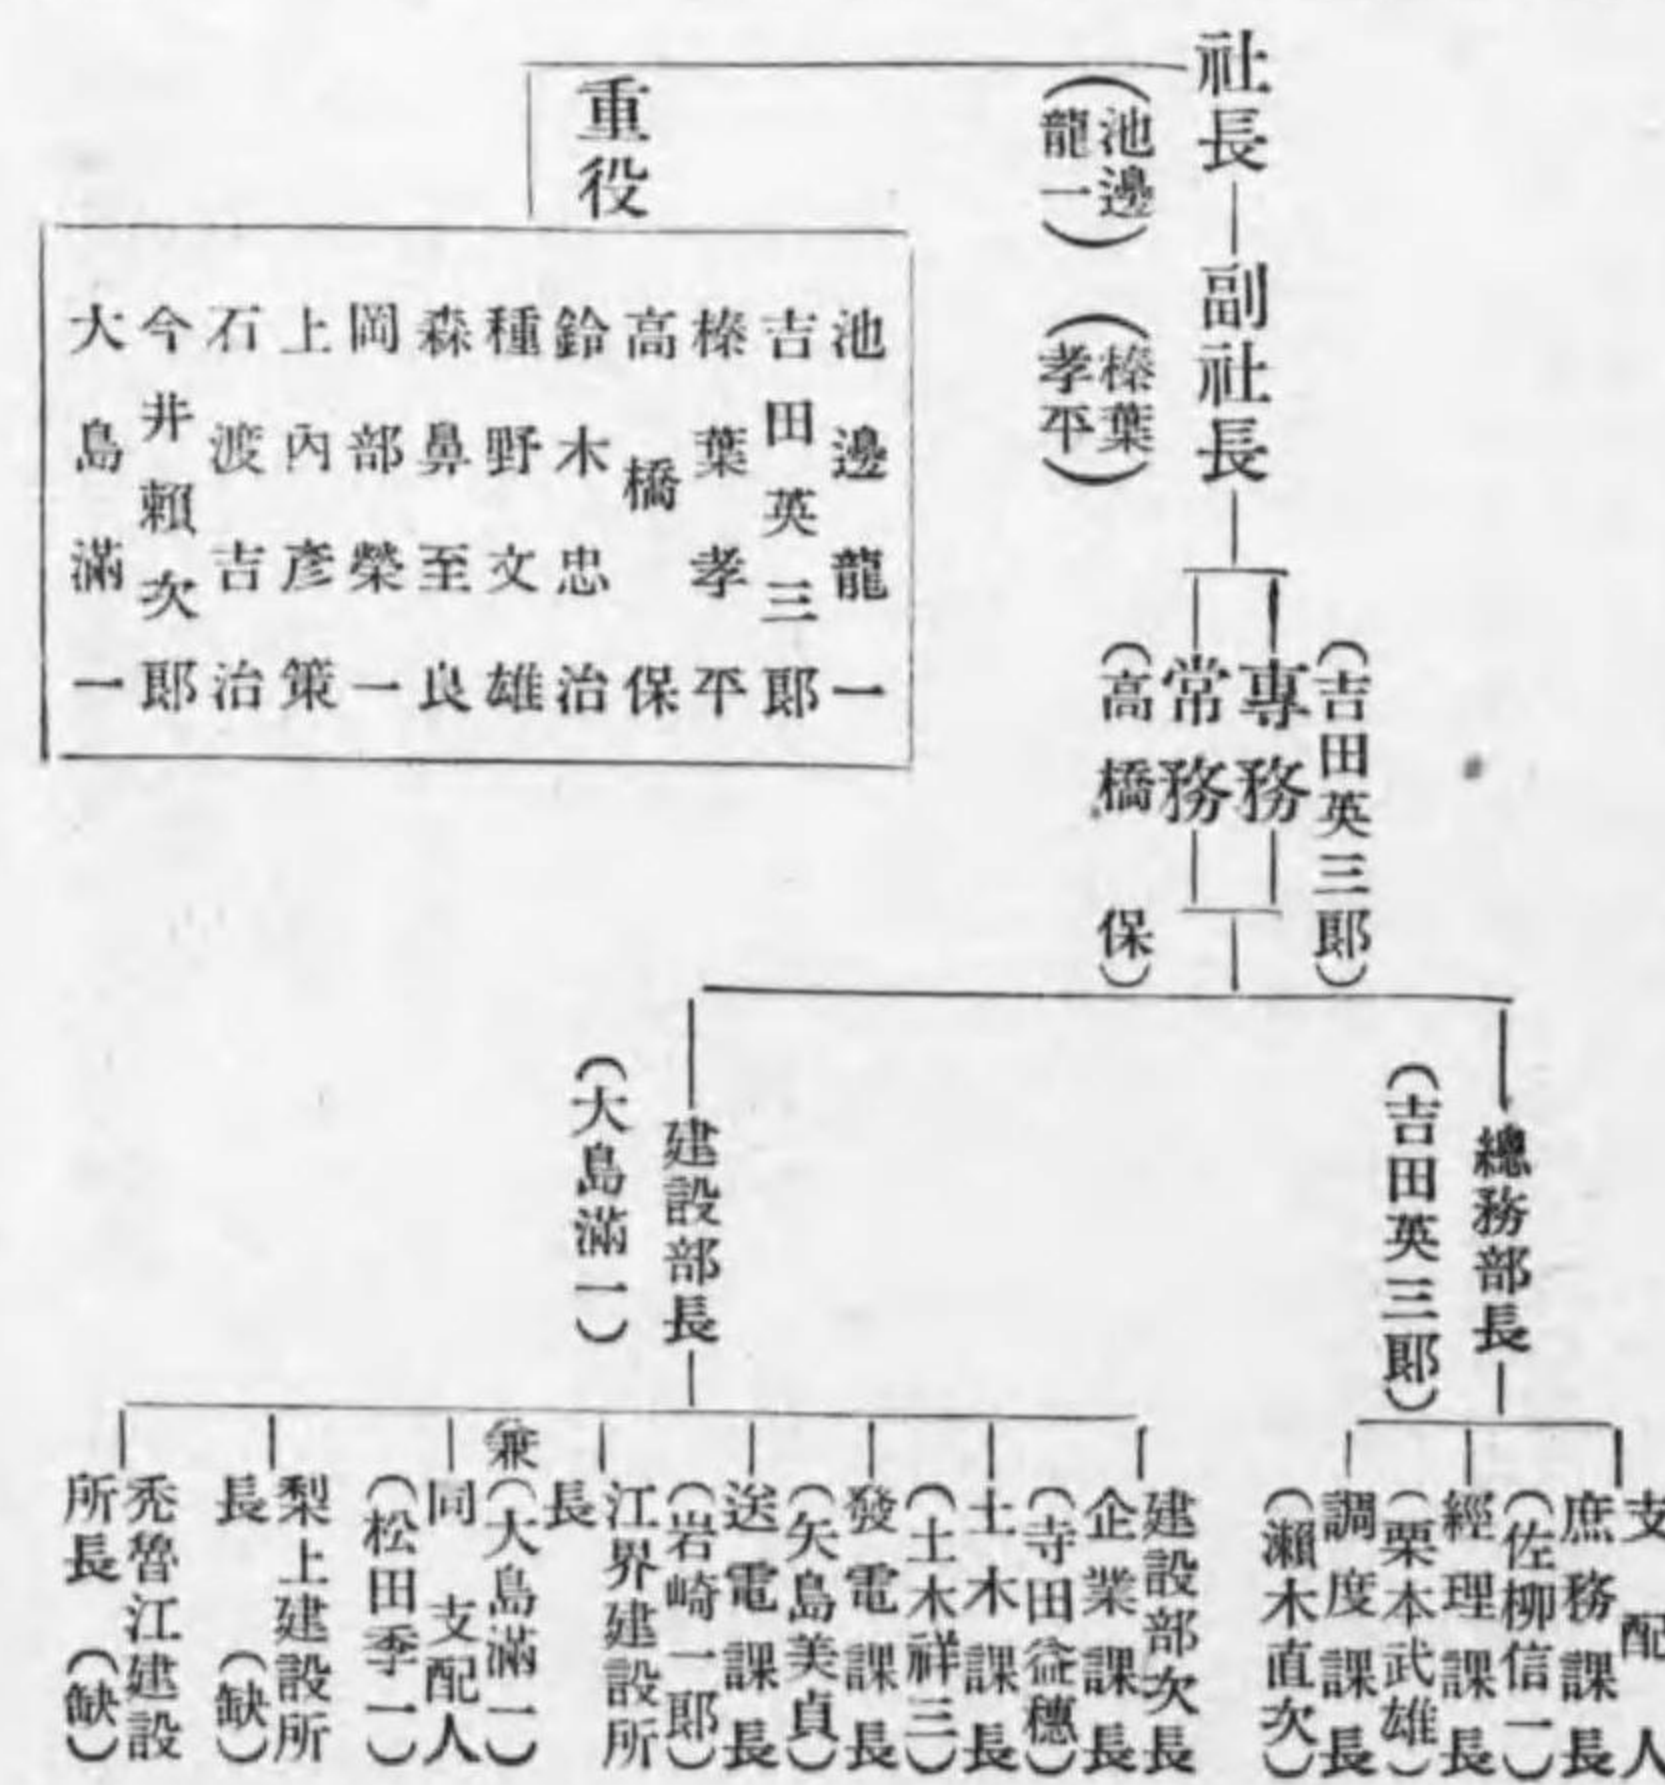 社長
（池邊
龍一）
副社長
（榛葉
孝平）
重役
池邊龍一
吉田英三郎
榛葉孝平
高橋保
鈴木忠治
種野文雄
森鼻至良
岡部榮一
上內彥策
石渡吉治
今井賴次郎
大島滿一
（吉田英三郎）
專務
常務
（高橋保）
總務部長
（吉田英三郎）
建設部長
（大島滿一）
支配人
庶務課長
（佐柳信一）
經理課長
（栗本武雄）
調度課長
（瀨木直次）
建設部次長
企業課長
（寺田益穗）
土木課長
（土木祥三）
發電課長
（矢島美貞）
送電課長
（岩崎一郎）
江界建設所
長
兼（大島滿一）
同支配人
（松田季一）
梨上建設所
長（缺）
禿魯江建設
所長（缺）